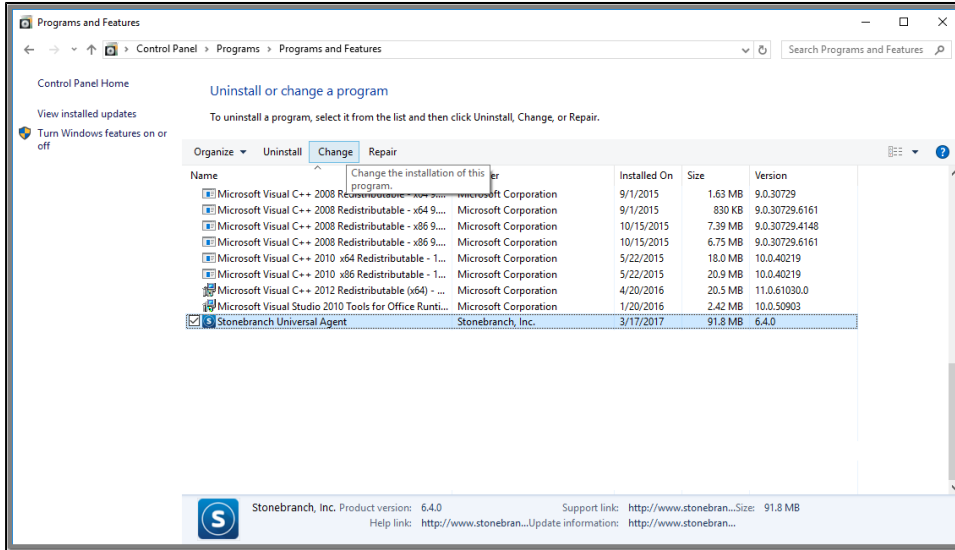 Programs and Features
Control Panel > Programs > Programs and Features
Search Programs and Features
Control Panel Home
View installed updates
Turn Windows features on or
off
Uninstall or change a program
To uninstall a program, select it from the list and then click Uninstall, Change, or Repair.
Organize Uninstall Change Repair
Change the installation of this
program.
Name er Installed On Size Version
Microsoft Visual C++ 2008 Redistributable - x64 9.... Microsoft Corporation 9/1/2015 1.63 MB 9.0.30729
Microsoft Visual C++ 2008 Redistributable - x64 9.... Microsoft Corporation 9/1/2015 830 KB 9.0.30729.6161
Microsoft Visual C++ 2008 Redistributable - x86 9.... Microsoft Corporation 10/15/2015 7.39 MB 9.0.30729.4148
Microsoft Visual C++ 2008 Redistributable - x86 9.... Microsoft Corporation 10/15/2015 6.75 MB 9.0.30729.6161
Microsoft Visual C++ 2010 x64 Redistributable - 1... Microsoft Corporation 5/22/2015 18.0 MB 10.0.40219
Microsoft Visual C++ 2010 x86 Redistributable - 1... Microsoft Corporation 5/22/2015 20.9 MB 10.0.40219
Microsoft Visual C++ 2012 Redistributable (x64) - ... Microsoft Corporation 4/20/2016 20.5 MB 11.0.61030.0
Microsoft Visual Studio 2010 Tools for Office Runti... Microsoft Corporation 1/20/2016 2.42 MB 10.0.50903
S Stonebranch Universal Agent Stonebranch, Inc. 3/17/2017 91.8 MB 6.4.0
S
Stonebranch, Inc. Product version: 6.4.0 Support link: http://www.stonebran...Size: 91.8 MB
Help link: http://www.stonebran...Update information: http://www.stonebran...